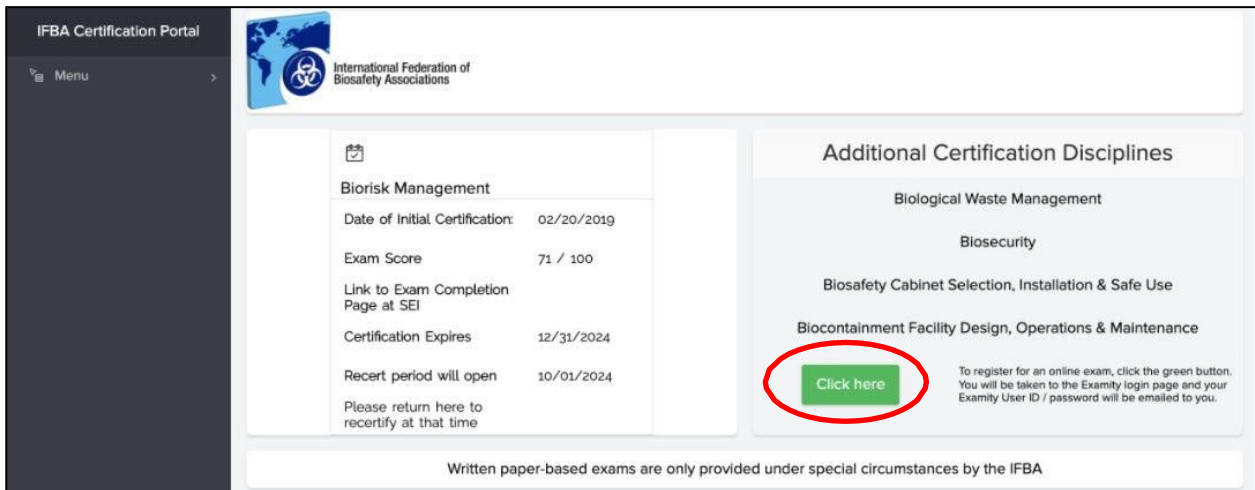 IFBA Certification Portal
Menu
International Federation of
Biosafety Associations
Biorisk Management
Date of Initial Certification: 02/20/2019
Exam Score 71 / 100
Link to Exam Completion
Page at SEI
Certification Expires 12/31/2024
Recert period will open 10/01/2024
Please return here to
recertify at that time
Additional Certification Disciplines
Biological Waste Management
Biosecurity
Biosafety Cabinet Selection, Installation & Safe Use
Biocontainment Facility Design, Operations & Maintenance
Click here
To register for an online exam, click the green button.
You will be taken to the Examity login page and your
Examity User ID / password will be emailed to you.
Written paper-based exams are only provided under special circumstances by the IFBA